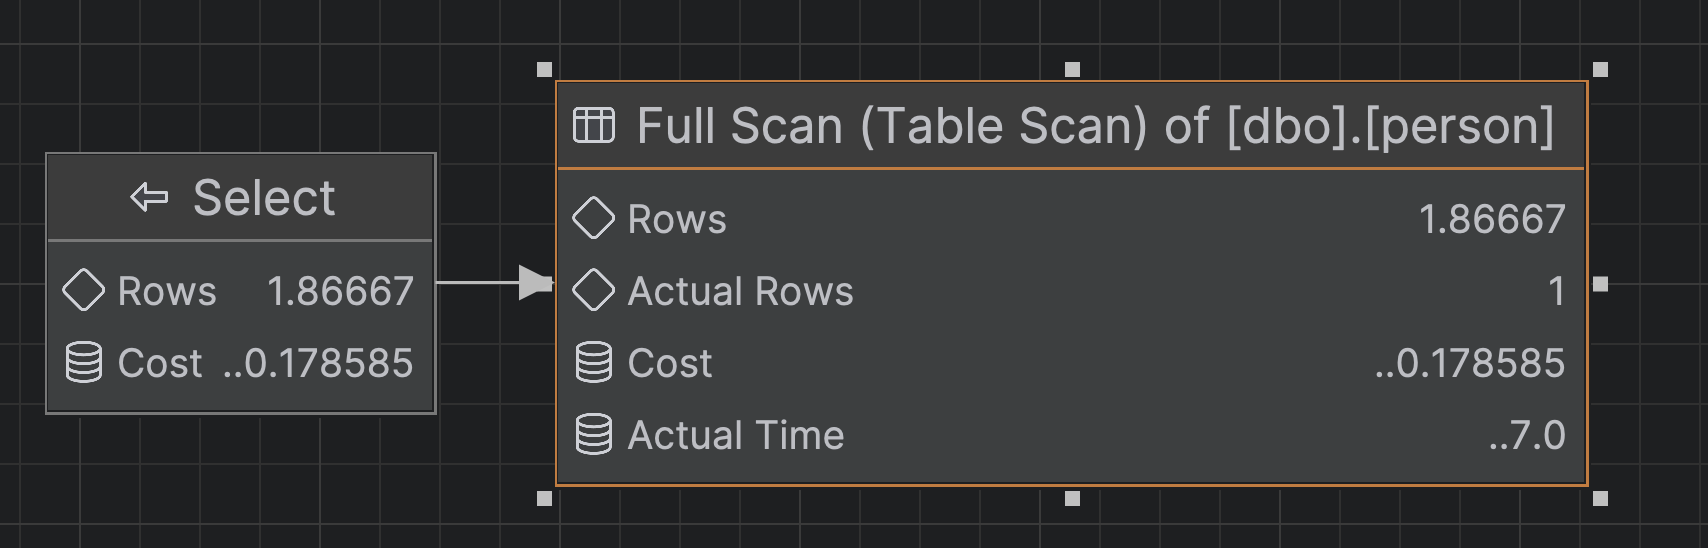 Select
Rows 1.86667
Cost ..0.178585
Full Scan (Table Scan) of [dbo].[person]
Rows 1.86667
Actual Rows 1
Cost ..0.178585
Actual Time ..7.0